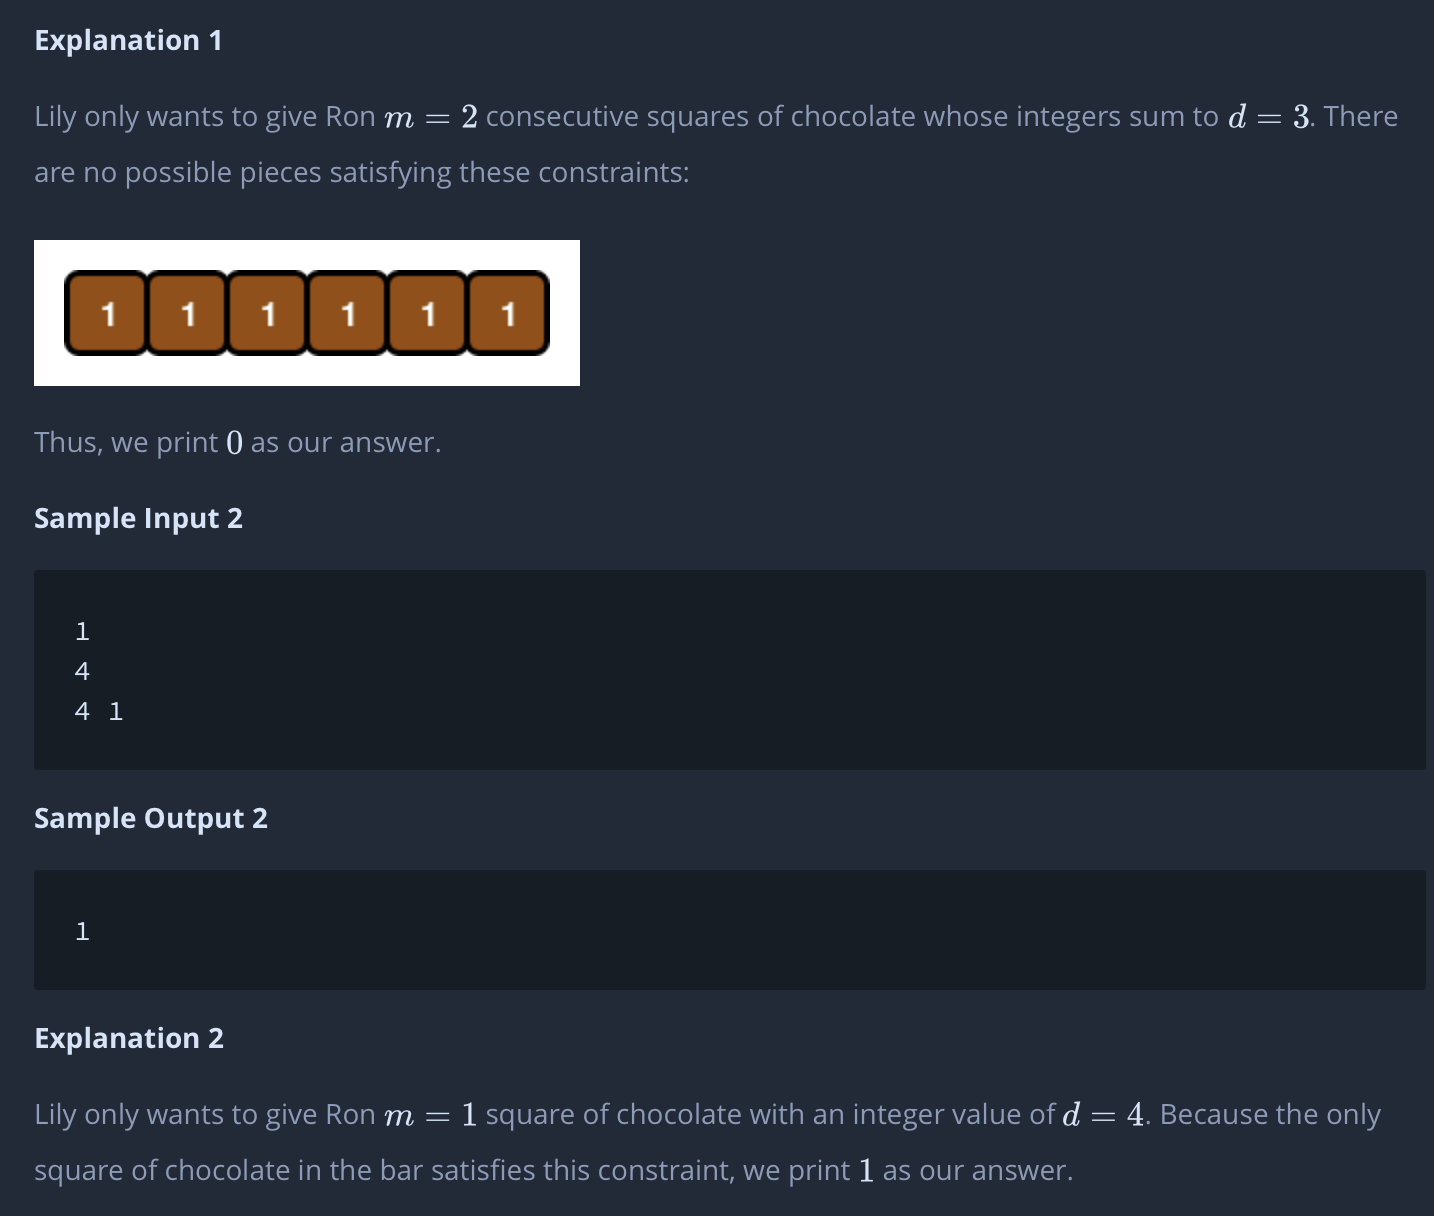 Explanation 1
Lily only wants to give Ron m = 2 consecutive squares of chocolate whose integers sum to d = 3. There
are no possible pieces satisfying these constraints:
1 1 1 1 1 1
Thus, we print 0 as our answer.
Sample Input 2
1
4
4 1
Sample Output 2
1
Explanation 2
Lily only wants to give Ron m = 1 square of chocolate with an integer value of d = 4. Because the only
square of chocolate in the bar satisfies this constraint, we print 1 as our answer.